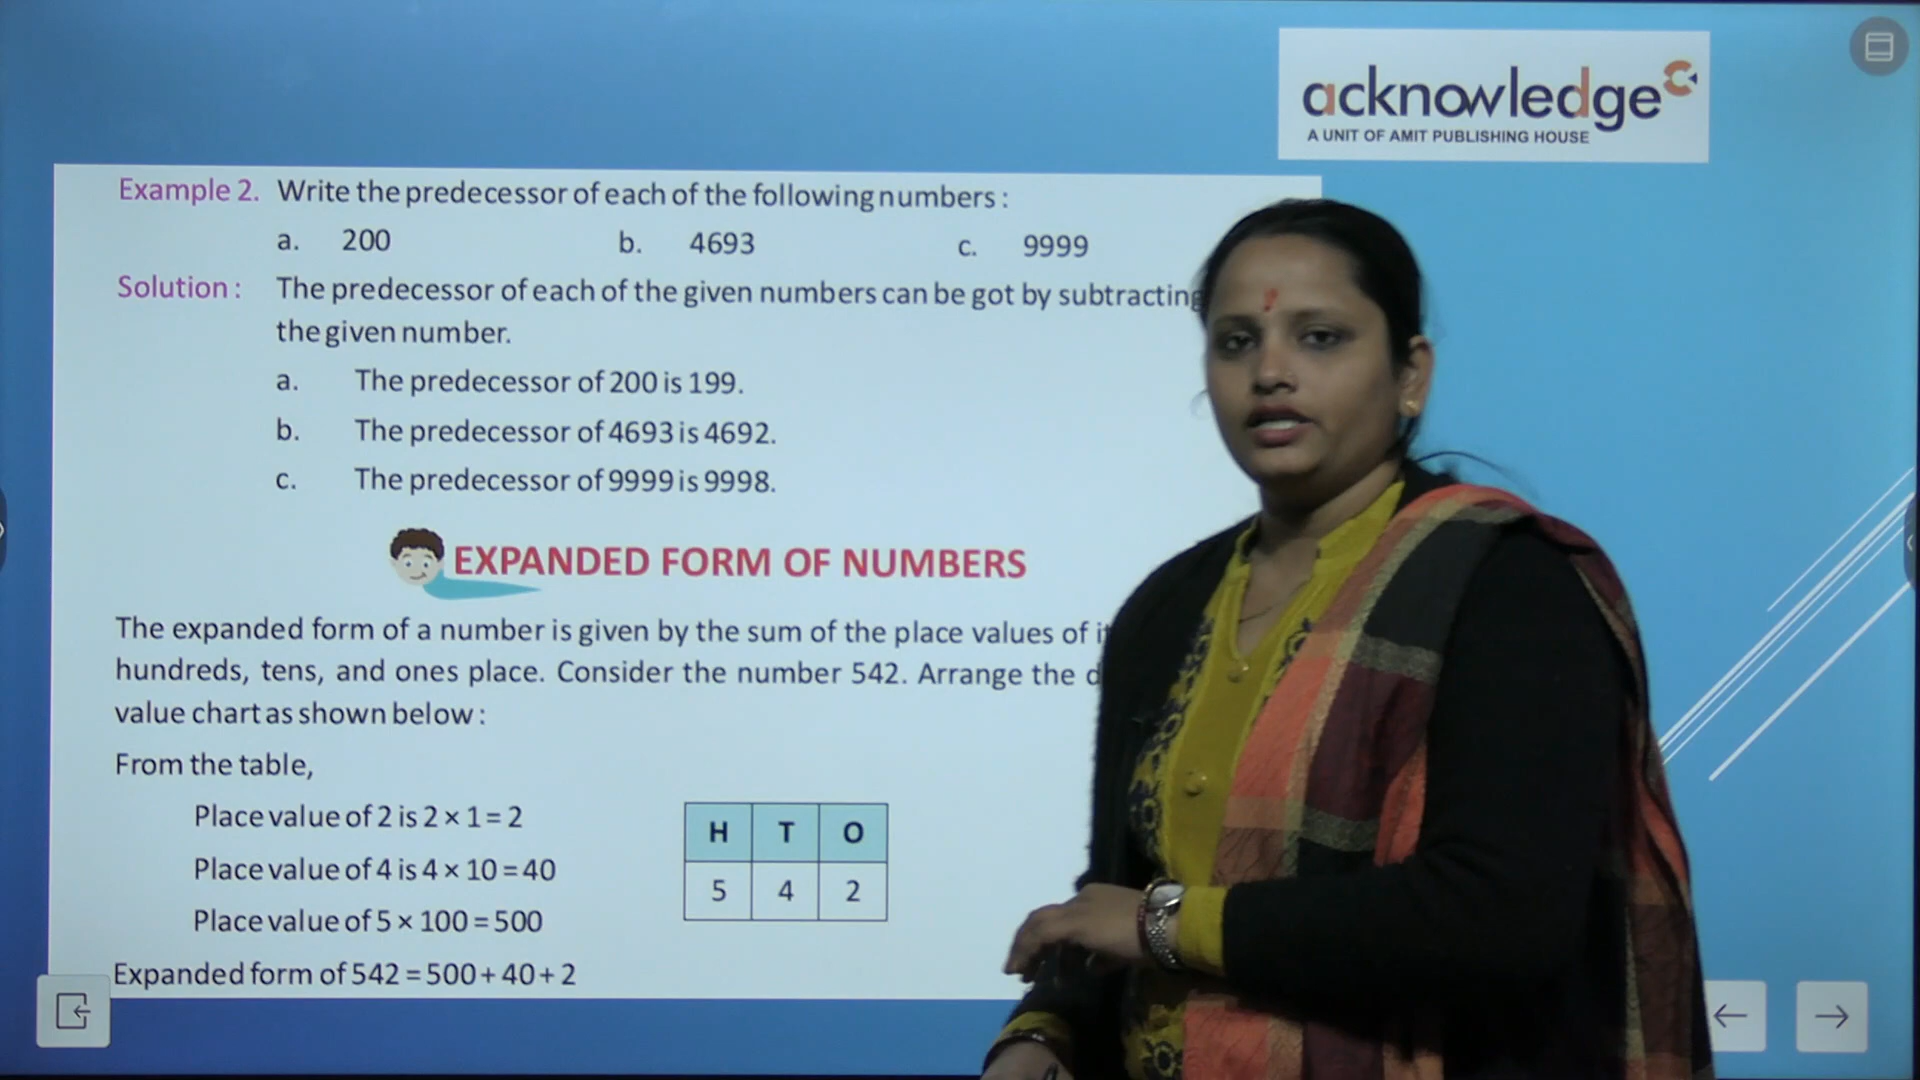 acknowledge
A UNIT OF AMIT PUBLISHING HOUSE
Example 2. Write the predecessor of each of the following numbers :
a. 200 b. 4693 c. 9999
Solution : The predecessor of each of the given numbers can be got by subtracting
the given number.
a. The predecessor of 200 is 199.
b. The predecessor of 4693 is 4692.
c. The predecessor of 9999 is 9998.
EXPANDED FORM OF NUMBERS
The expanded form of a number is given by the sum of the place values of
hundreds, tens, and ones place. Consider the number 542. Arrange the
value chart as shown below :
From the table,
Place value of 2 is 2 × 1 = 2
Place value of 4 is 4 × 10 = 40
Place value of 5 × 100 = 500
H T O
5 4 2
Expanded form of 542 = 500 + 40 + 2